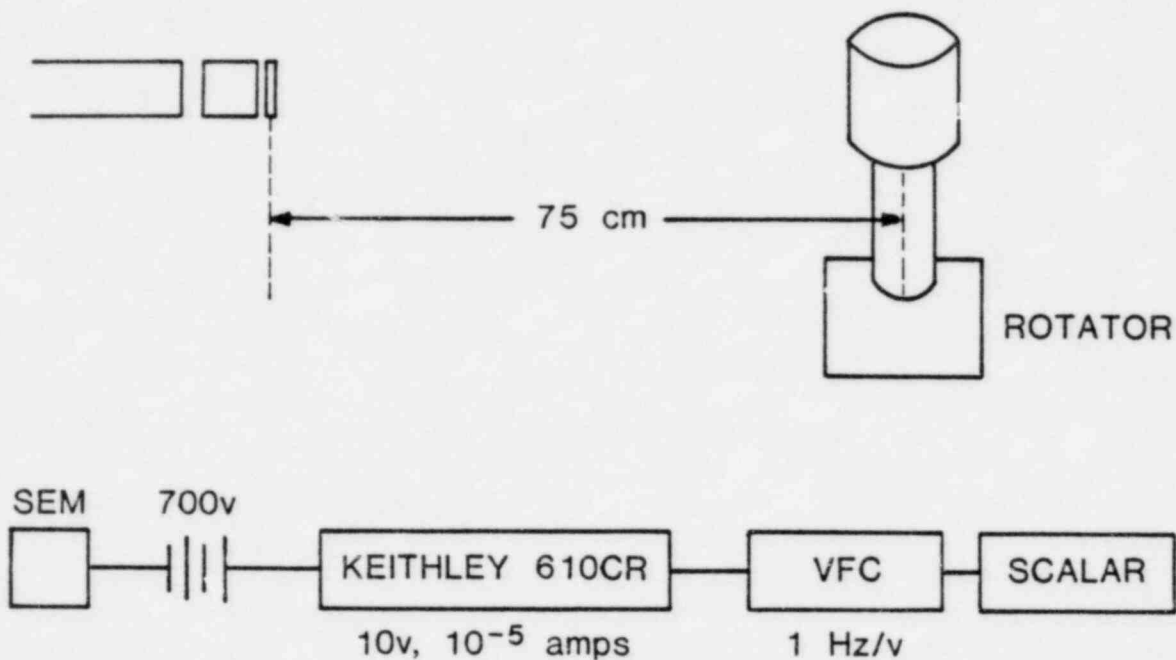 75 cm
ROTATOR
SEM
700v
KEITHLEY 610CR
VFC
SCALAR
10v, 10⁻⁵ amps
1 Hz/v